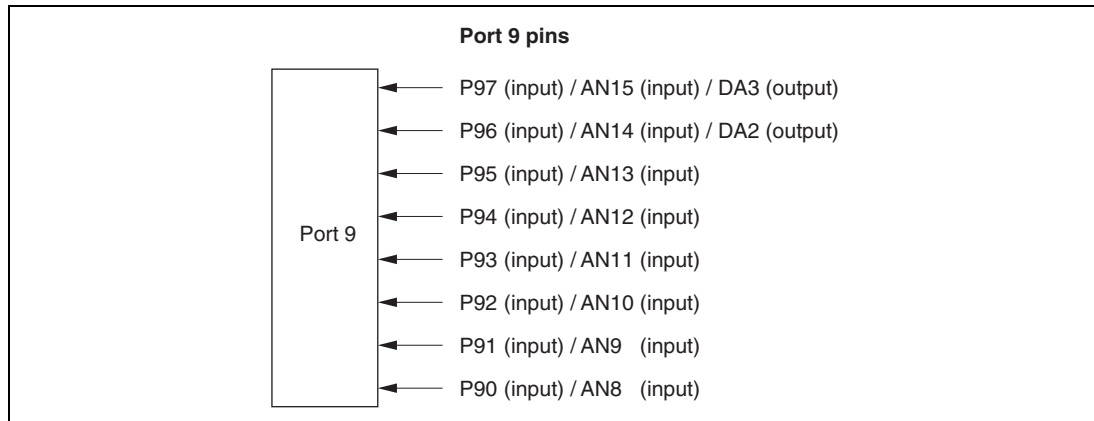 Port 9 pins
P97 (input) / AN15 (input) / DA3 (output)
P96 (input) / AN14 (input) / DA2 (output)
P95 (input) / AN13 (input)
P94 (input) / AN12 (input)
Port 9
P93 (input) / AN11 (input)
P92 (input) / AN10 (input)
P91 (input) / AN9 (input)
P90 (input) / AN8 (input)